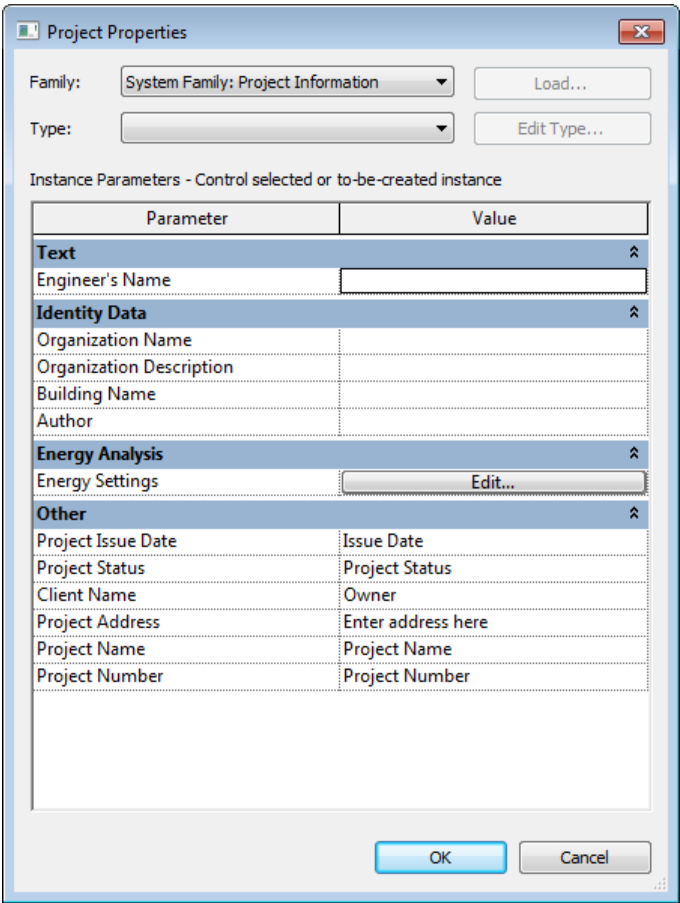 Project Properties
Family: System Family: Project Information Load...
Type: Edit Type...
Instance Parameters - Control selected or to-be-created instance
Parameter Value
Text
Engineer's Name
Identity Data
Organization Name
Organization Description
Building Name
Author
Energy Analysis
Energy Settings Edit...
Other
Project Issue Date Issue Date
Project Status Project Status
Client Name Owner
Project Address Enter address here
Project Name Project Name
Project Number Project Number
OK Cancel